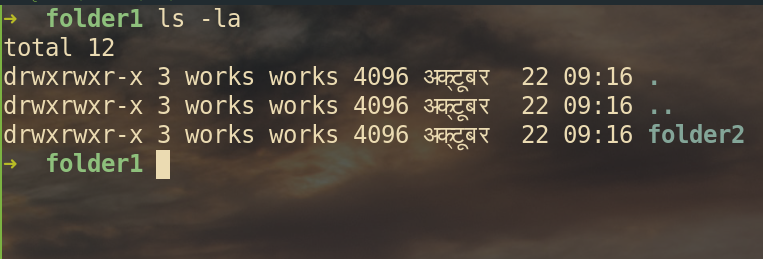 ➜  folder1 ls -la
total 12
drwxrwxr-x 3 works works 4096 अक्टूबर  22 09:16 .
drwxrwxr-x 3 works works 4096 अक्टूबर  22 09:16 ..
drwxrwxr-x 3 works works 4096 अक्टूबर  22 09:16 folder2
➜  folder1